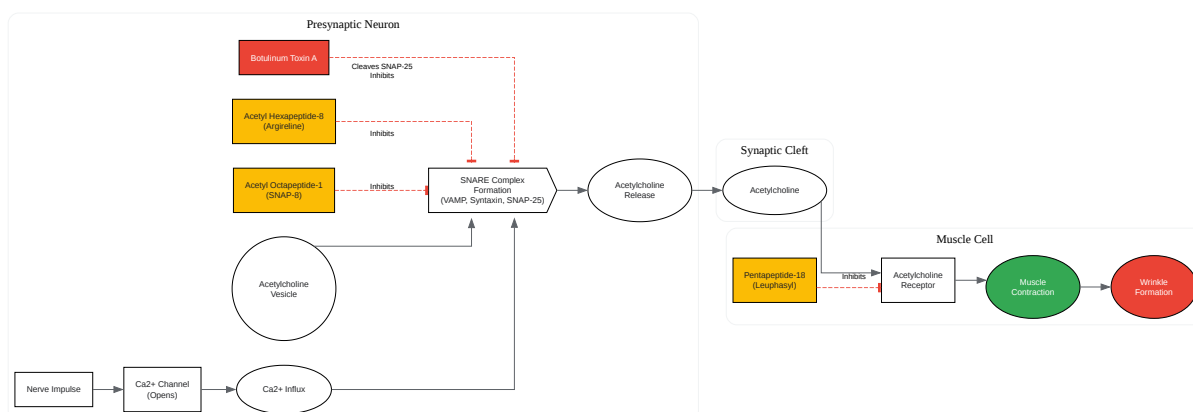 Presynaptic Neuron
Botulinum Toxin A
Cleaves SNAP-25
Inhibits
Acetyl Hexapeptide-8
(Argireline)
Inhibits
Acetyl Octapeptide-1
(SNAP-8)
Inhibits
SNARE Complex
Formation
(VAMP, Syntaxin, SNAP-25)
Acetylcholine
Release
Synaptic Cleft
Acetylcholine
Acetylcholine
Vesicle
Muscle Cell
Pentapeptide-18
(Leuphasyl)
Inhibits
Acetylcholine
Receptor
Muscle
Contraction
Wrinkle
Formation
Nerve Impulse
Ca2+ Channel
(Opens)
Ca2+ Influx